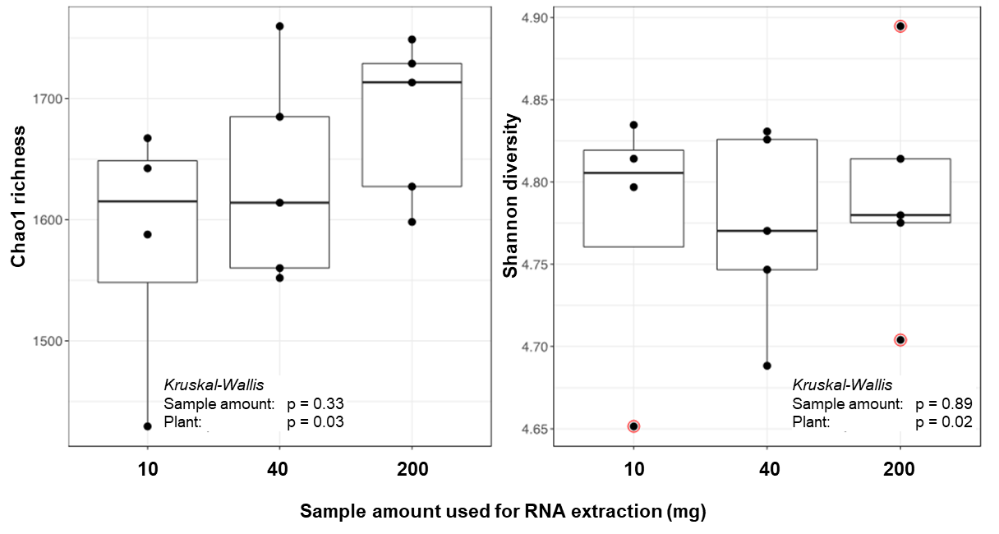 Chao1 richness
1700
1600
1500
Kruskal-Wallis
Sample amount: p = 0.33
Plant: p = 0.03
10 40 200
Shannon diversity
4.90
4.85
4.80
4.75
4.70
4.65
Kruskal-Wallis
Sample amount: p = 0.89
Plant: p = 0.02
10 40 200
Sample amount used for RNA extraction (mg)